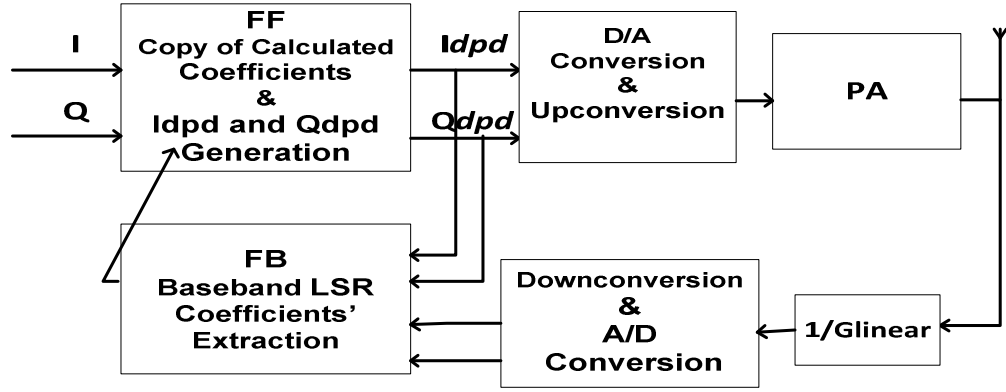 I
Q
FF
Copy of Calculated
Coefficients
&
Idpd and Qdpd
Generation
Idpd
Qdpd
D/A
Conversion
&
Upconversion
PA
FB
Baseband LSR
Coefficients’
Extraction
Downconversion
&
A/D
Conversion
1/Glinear